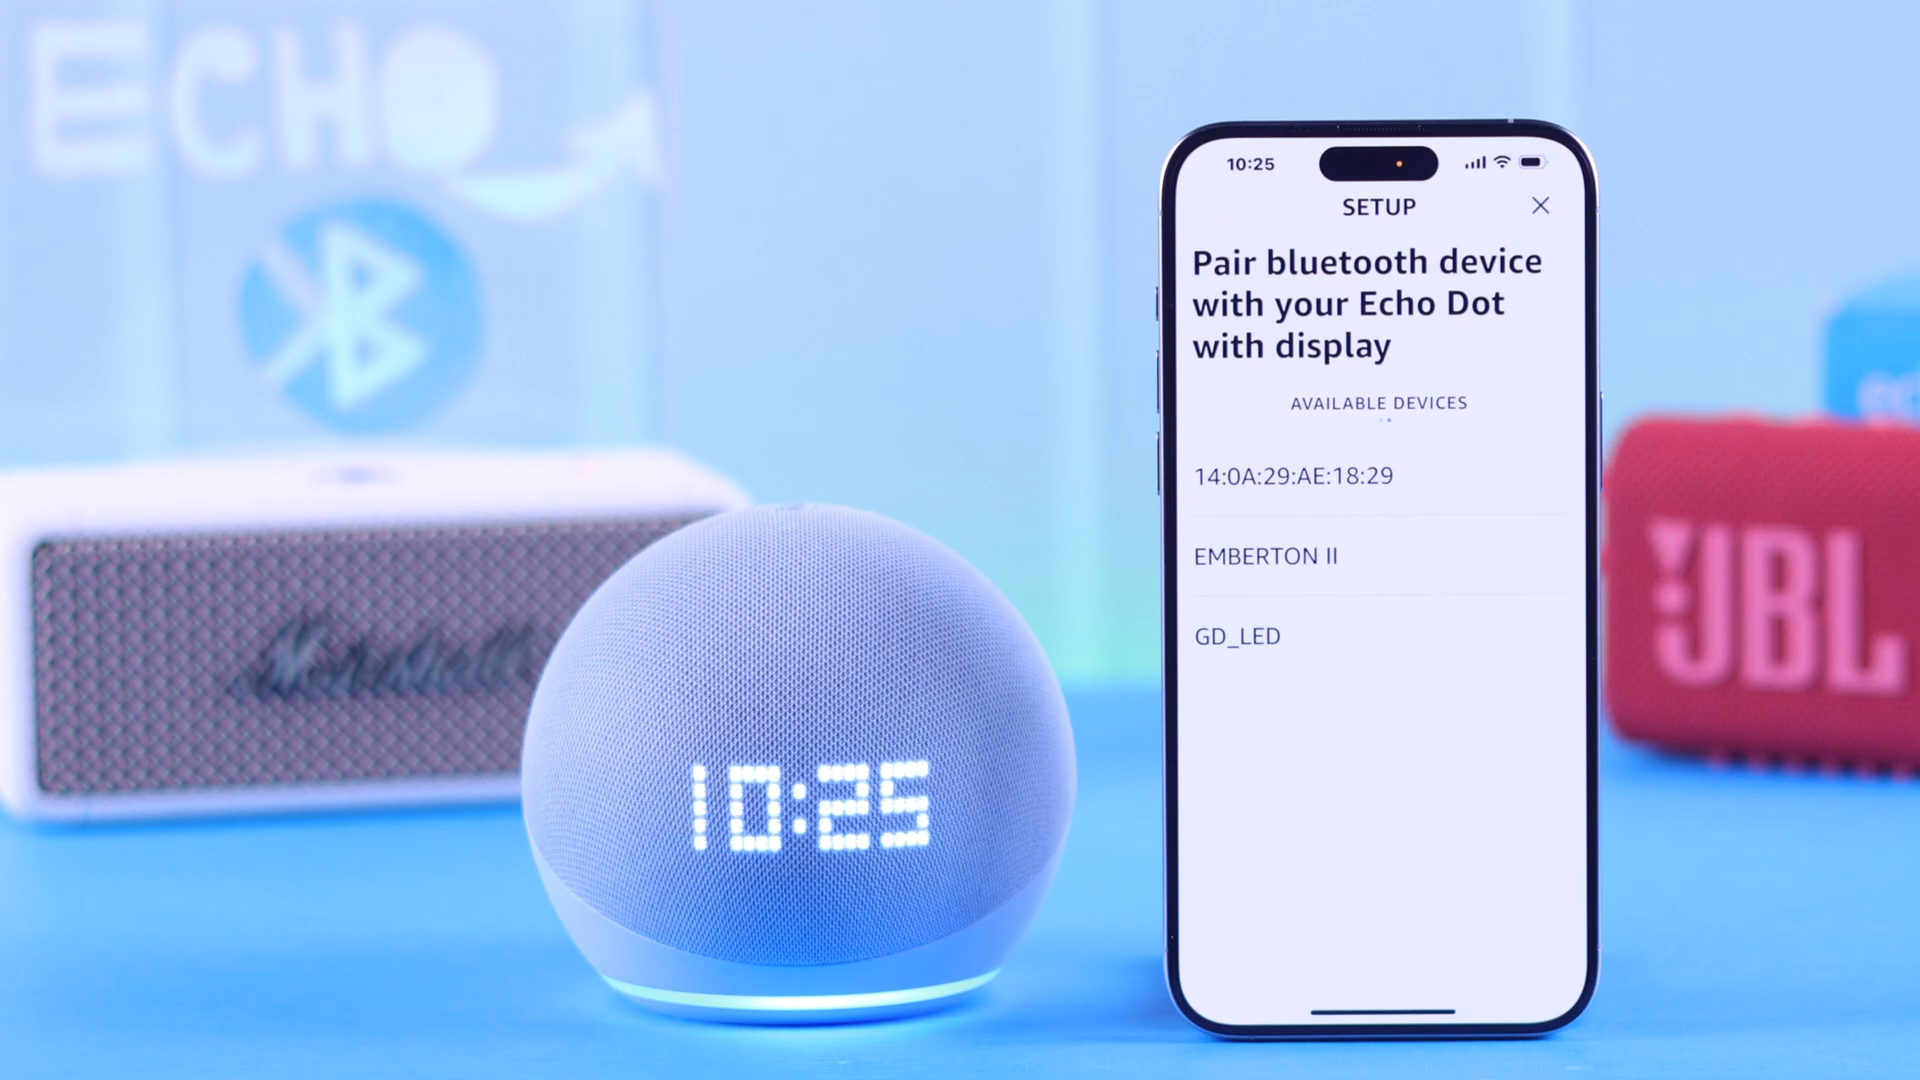 ECHO
10:25
SETUP
Pair bluetooth device
with your Echo Dot
with display
AVAILABLE DEVICES
14:0A:29:AE:18:29
EMBERTON II
GD_LED
Marshall
10:25
JBL